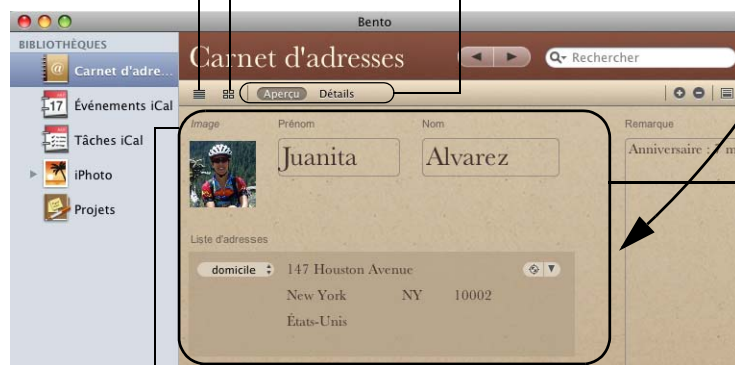 Bento
BIBLIOTHÈQUES
Carnet d'adre...
Événements iCal
Tâches iCal
iPhoto
Projets
Carnet d'adresses
Rechercher
Aperçu Détails
Image Prénom Nom Remarque
Juanita Alvarez Anniversaire :
Liste d'adresses
domicile 147 Houston Avenue
New York NY 10002
États-Unis